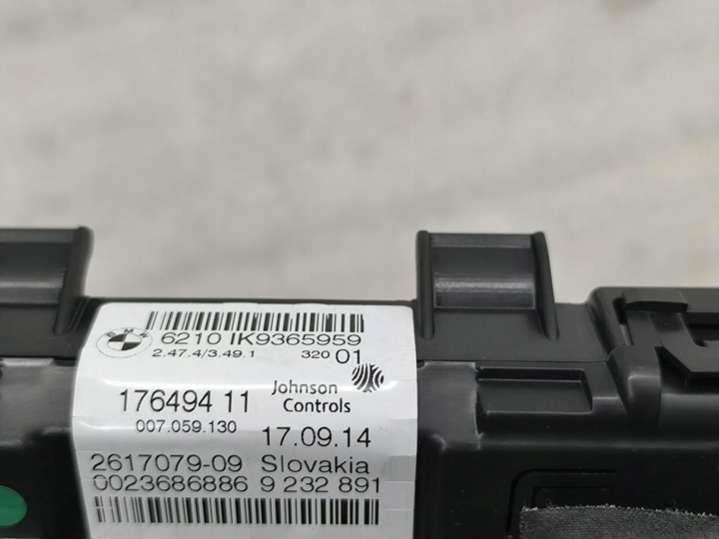 BMW
6210 IK9365959
2.47.4/3.49.1 320 01
Johnson
Controls
176494 11
007.059.130
17.09.14
2617079-09 Slovakia
0023686886 9 232 891